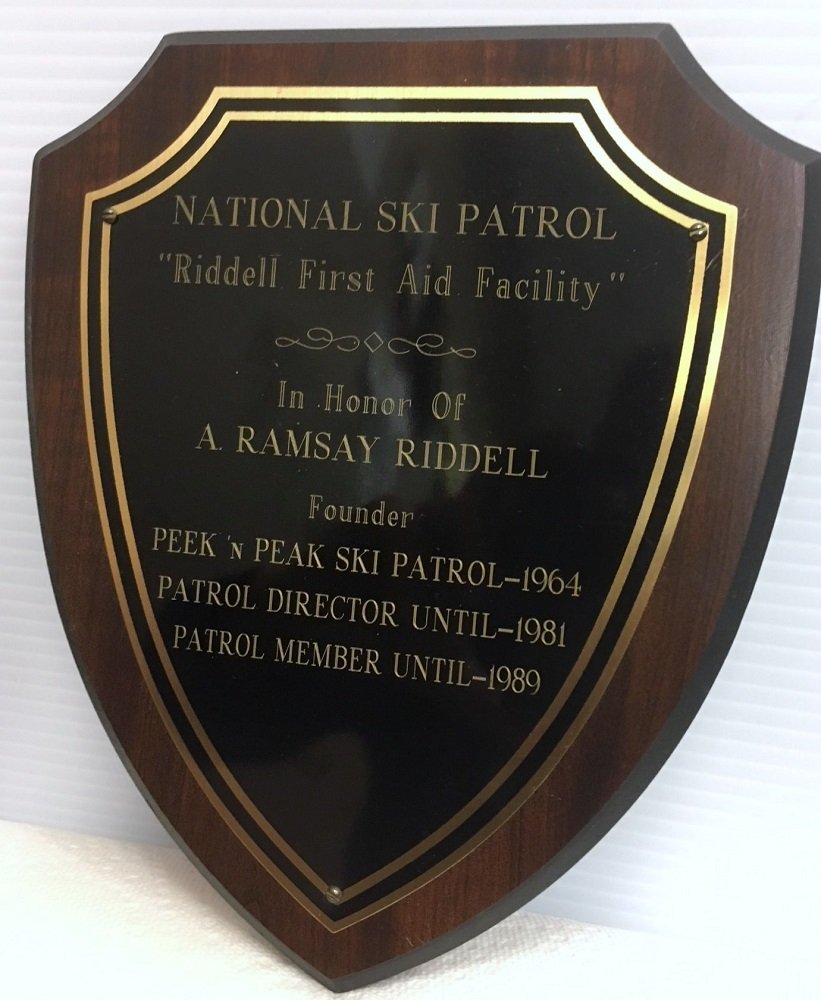 NATIONAL SKI PATROL
"Riddell First Aid Facility"
In Honor Of
A. RAMSAY RIDDELL
Founder
PEEK 'N PEAK SKI PATROL–1964
PATROL DIRECTOR UNTIL–1981
PATROL MEMBER UNTIL–1989